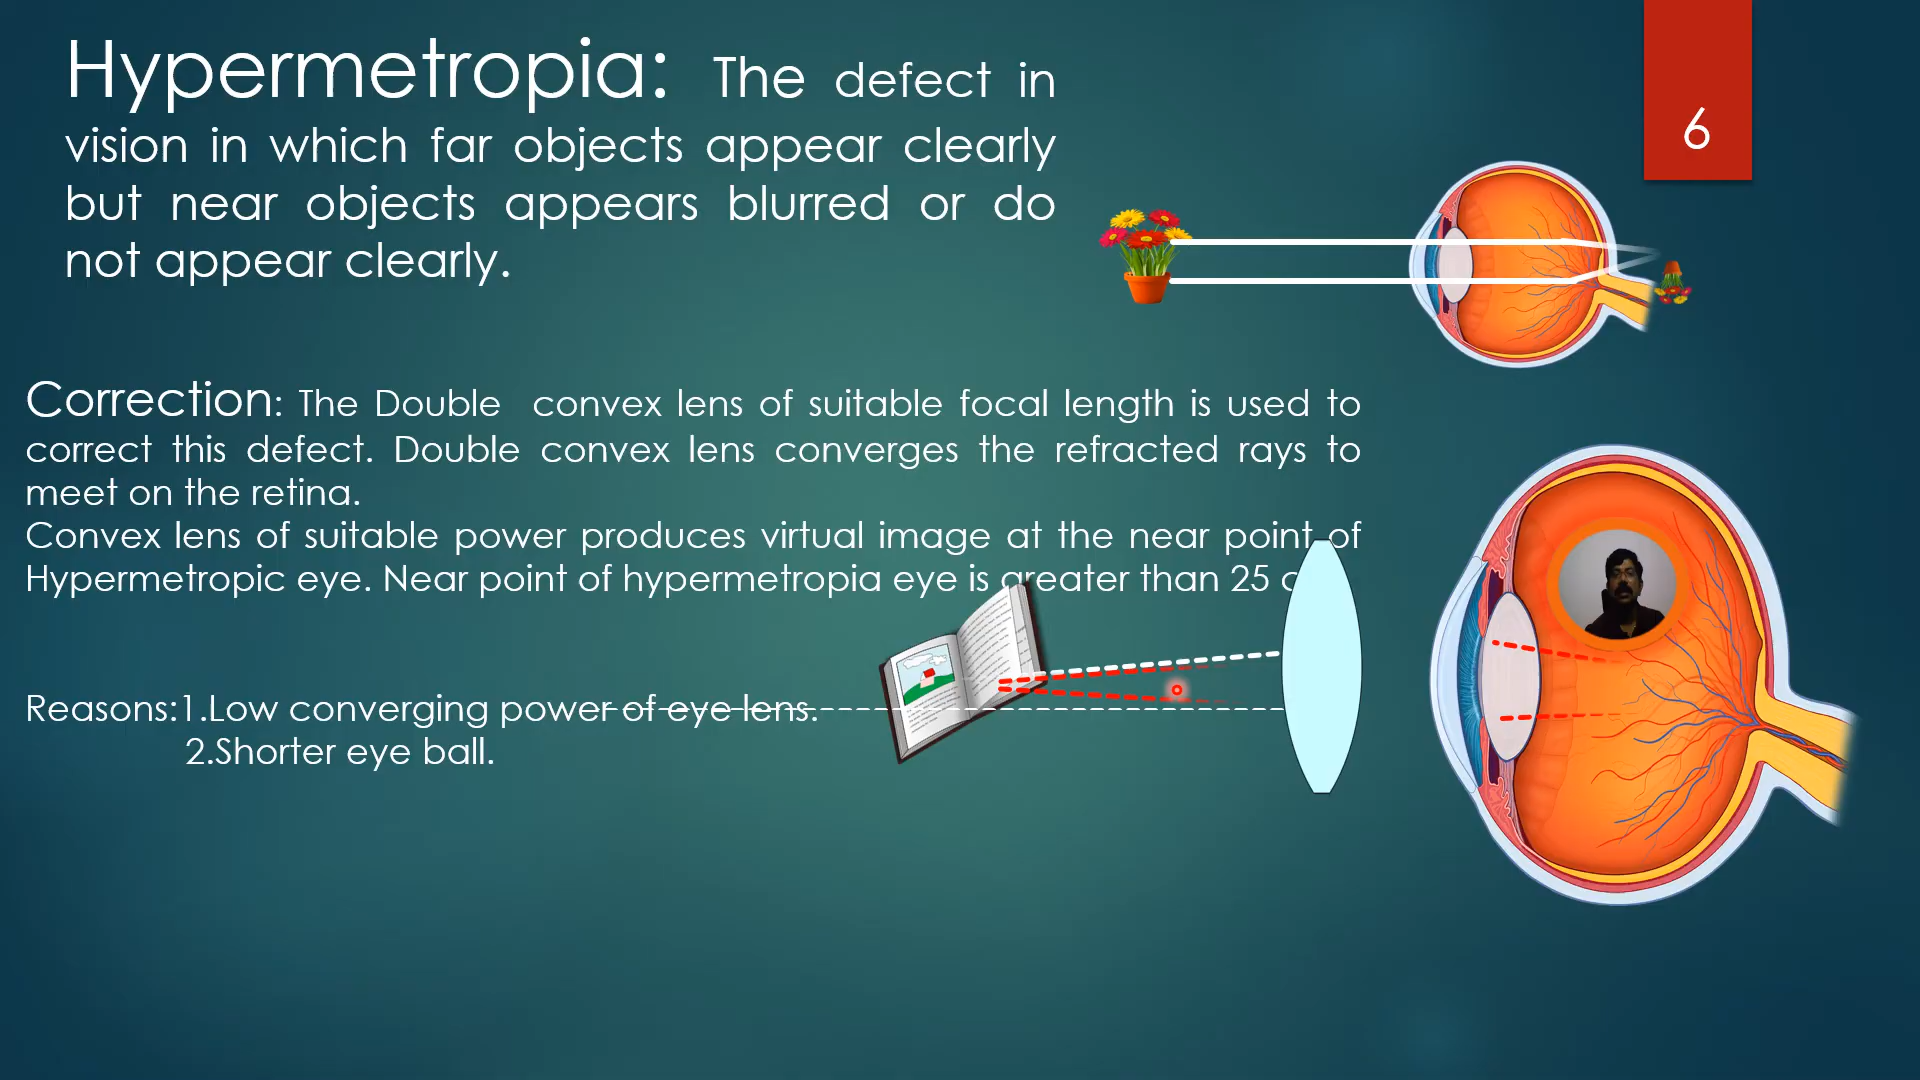 Hypermetropia: The defect in
vision in which far objects appear clearly
but near objects appears blurred or do
not appear clearly.
6
Correction: The Double convex lens of suitable focal length is used to
correct this defect. Double convex lens converges the refracted rays to
meet on the retina.
Convex lens of suitable power produces virtual image at the near point of
Hypermetropic eye. Near point of hypermetropia eye is greater than 25
Reasons:1.Low converging power of eye lens.
2.Shorter eye ball.